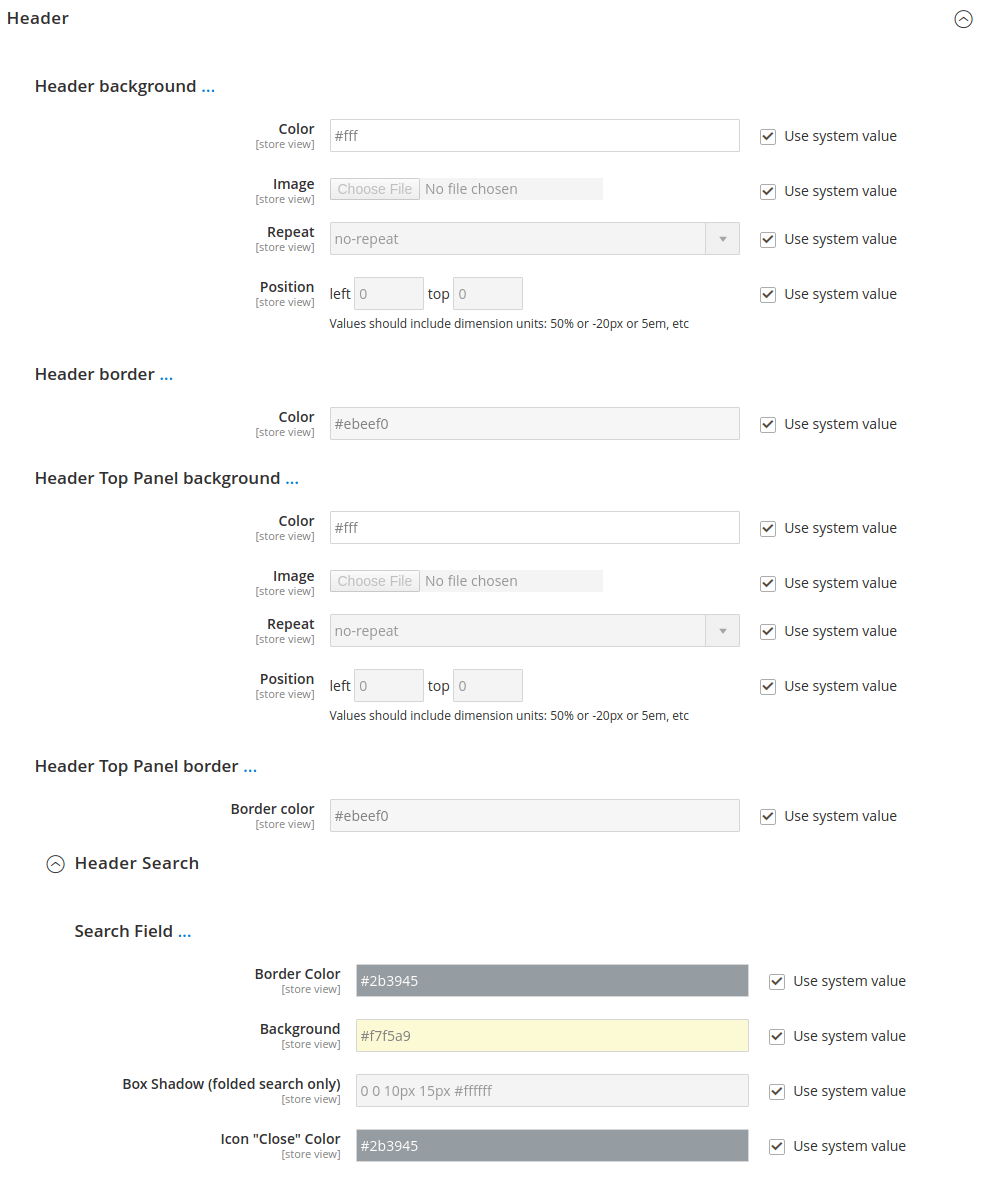 Header
Header background ...
Color
#fff
Use system value
[store view]
Image
Choose File No file chosen
Use system value
[store view]
Repeat
no-repeat
Use system value
[store view]
Position
left 0 top 0
Use system value
[store view]
Values should include dimension units: 50% or -20px or 5em, etc
Header border ...
Color
#ebeef0
Use system value
[store view]
Header Top Panel background ...
Color
#fff
Use system value
[store view]
Image
Choose File No file chosen
Use system value
[store view]
Repeat
no-repeat
Use system value
[store view]
Position
left 0 top 0
Use system value
[store view]
Values should include dimension units: 50% or -20px or 5em, etc
Header Top Panel border ...
Border color
#ebeef0
Use system value
[store view]
Header Search
Search Field ...
Border Color
#2b3945
Use system value
[store view]
Background
#f7f5a9
Use system value
[store view]
Box Shadow (folded search only)
0 0 10px 15px #ffffff
Use system value
[store view]
Icon "Close" Color
#2b3945
Use system value
[store view]